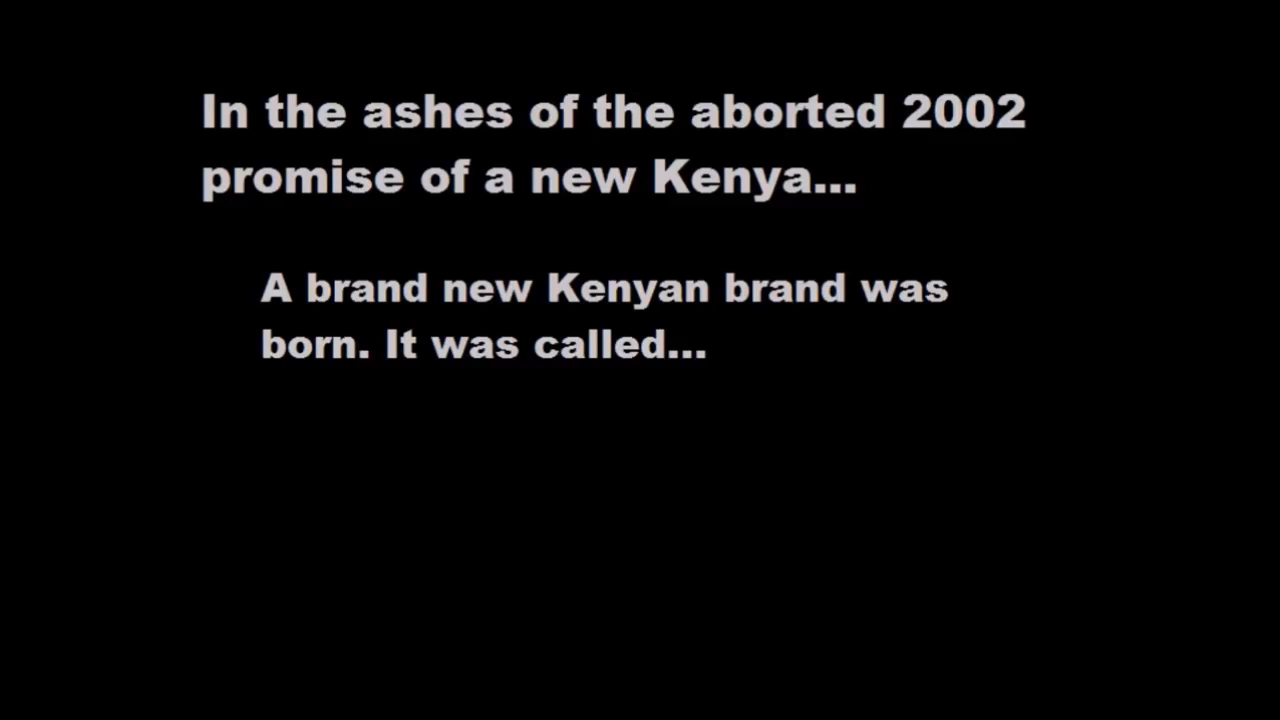 In the ashes of the aborted 2002
promise of a new Kenya...
A brand new Kenyan brand was
born. It was called...